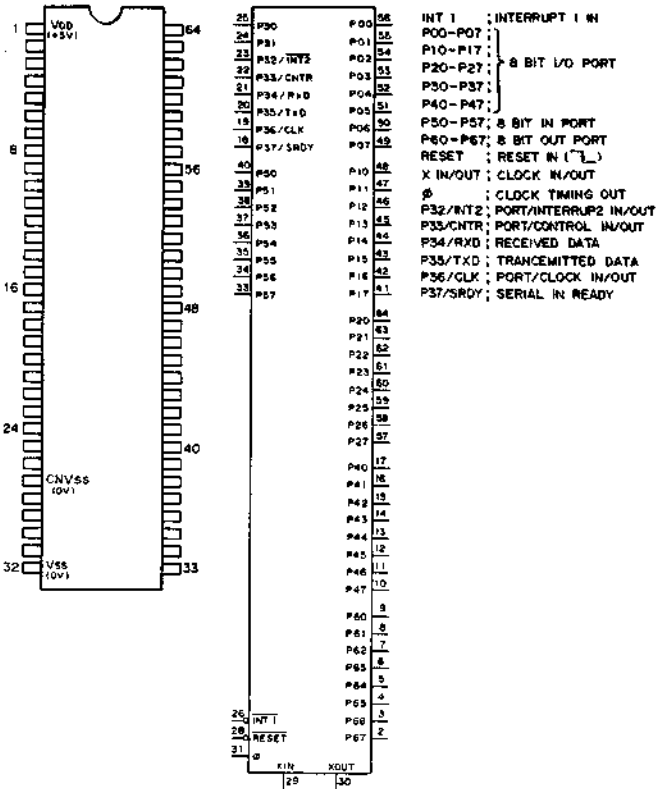 1
VDD
(+5V)
64
8
56
16
48
24
40
CNVSS
(0V)
32
VSS
(0V)
33
25 P30
24 P31
23 P32/INT2
22 P33/CNTR
21 P34/RXD
20 P35/TXD
19 P36/CLK
18 P37/SRDY
40 P50
39 P51
38 P52
37 P53
36 P54
35 P55
34 P56
33 P57
26 INT 1
28 RESET
31 ø
XIN
29
XOUT
30
P00 56
P01 55
P02 54
P03 53
P04 52
P05 51
P06 50
P07 49
P10 48
P11 47
P12 46
P13 45
P14 44
P15 43
P16 42
P17 41
P20 64
P21 63
P22 62
P23 61
P24 60
P25 59
P26 58
P27 57
P40 17
P41 16
P42 15
P43 14
P44 13
P45 12
P46 11
P47 10
P60 9
P61 8
P62 7
P63 6
P64 5
P65 4
P66 3
P67 2
INT 1 ; INTERRUPT 1 IN
P00-P07;
P10-P17;
P20-P27; 8 BIT I/O PORT
P30-P37;
P40-P47;
P50-P57; 8 BIT IN PORT
P60-P67; 8 BIT OUT PORT
RESET ; RESET IN ( )
X IN/OUT ; CLOCK IN/OUT
ø ; CLOCK TIMING OUT
P32/INT2 ; PORT/INTERRUP2 IN/OUT
P33/CNTR ; PORT/CONTROL IN/OUT
P34/RXD ; RECEIVED DATA
P35/TXD ; TRANCEMITTED DATA
P36/CLK ; PORT/CLOCK IN/OUT
P37/SRDY ; SERIAL IN READY